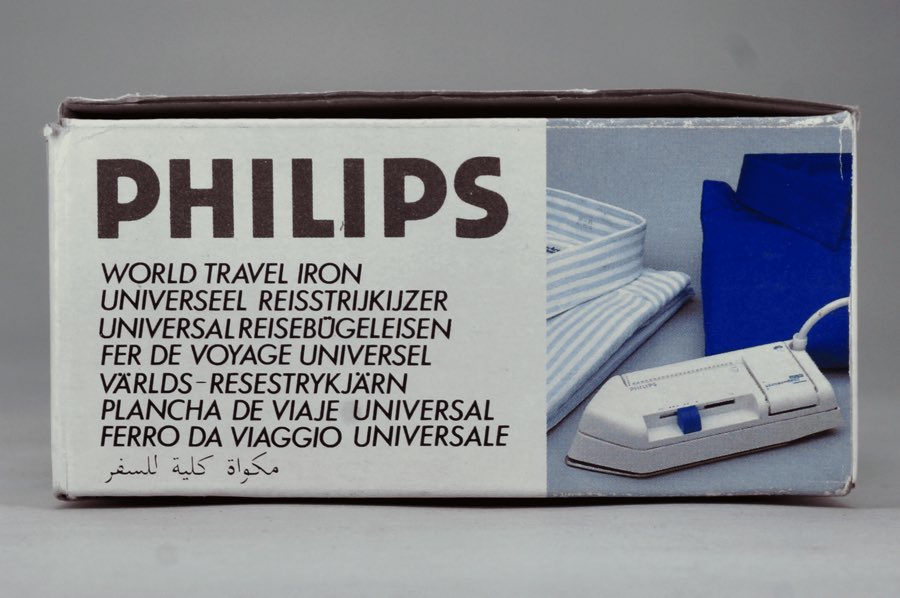 PHILIPS
WORLD TRAVEL IRON
UNIVERSEEL REISSTRIJKIJZER
UNIVERSALREISEBÜGELEISEN
FER DE VOYAGE UNIVERSEL
VÄRLDS-RESESTRYKJÄRN
PLANCHA DE VIAJE UNIVERSAL
FERRO DA VIAGGIO UNIVERSALE
مكواة كلية للسفر
PHILIPS